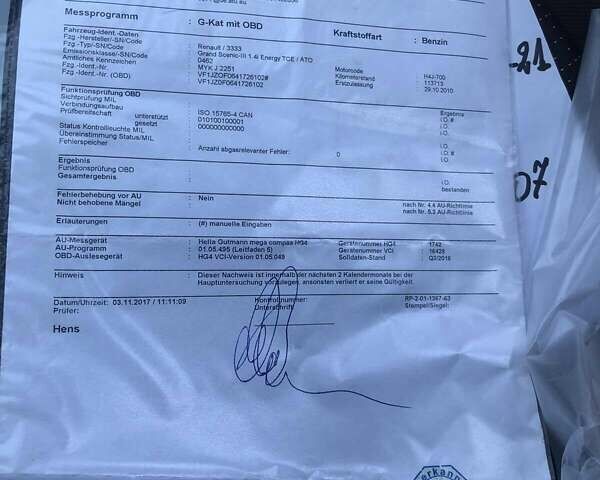 Messprogramm
: G-Kat mit OBD Kraftstoffart : Benzin
Fahrzeug-Ident.-Daten
Fzg.-Hersteller/-SN/Code : Renault / 3333
Fzg.-Typ/-SN/Code : Grand Scenic-III 1.4i Energy TCE / ATO
Emissionsklasse/-SN/Code : 0462
Amtliches Kennzeichen : MYK J 2251 Motorcode : H4J-700
Fzg.-Ident.-Nr. : VF1JZ0F0641726102# Kilometerstand : 113713
Fzg.-Ident.-Nr. (OBD) : VF1JZ0F0641726102 Erstzulassung : 29.10.2010
Funktionsprüfung OBD Ergebnis
Sichtprüfung MIL i.O. #
Verbindungsaufbau : ISO 15765-4 CAN i.O.
Prüfbereitschaft unterstützt : 010100100001
gesetzt : 000000000000 i.O.
Status Kontrollleuchte MIL i.O. #
Übereinstimmung Status/MIL i.O.
Fehlerspeicher : Anzahl abgasrelevanter Fehler: 0 i.O.
Ergebnis
Funktionsprüfung OBD i.O.
Gesamtergebnis : bestanden
Fehlerbehebung vor AU : Nein nach Nr. 4.4 AU-Richtlinie
Nicht behobene Mängel nach Nr. 5.3 AU-Richtlinie
Erläuterungen : (#) manuelle Eingaben
AU-Messgerät : Hella Gutmann mega compaa HG4 Gerätenummer HG4 : 1742
AU-Programm : 01.05.495 (Leitfaden 5) Gerätenummer VCI : 16428
OBD-Auslesegerät : HG4 VCI-Version 01.05.049 Solldaten-Stand : Q3/2016
Hinweis : Dieser Nachweis ist innerhalb der nächsten 2 Kalendermonate bei der
Hauptuntersuchung vorzulegen, ansonsten verliert er seine Gültigkeit.
Datum/Uhrzeit: 03.11.2017 / 11:11:09 Kontrollnummer: RP-2-01-1367-63
Prüfer: Unterschrift: Stempel/Siegel:
Hens
21
07
erkann